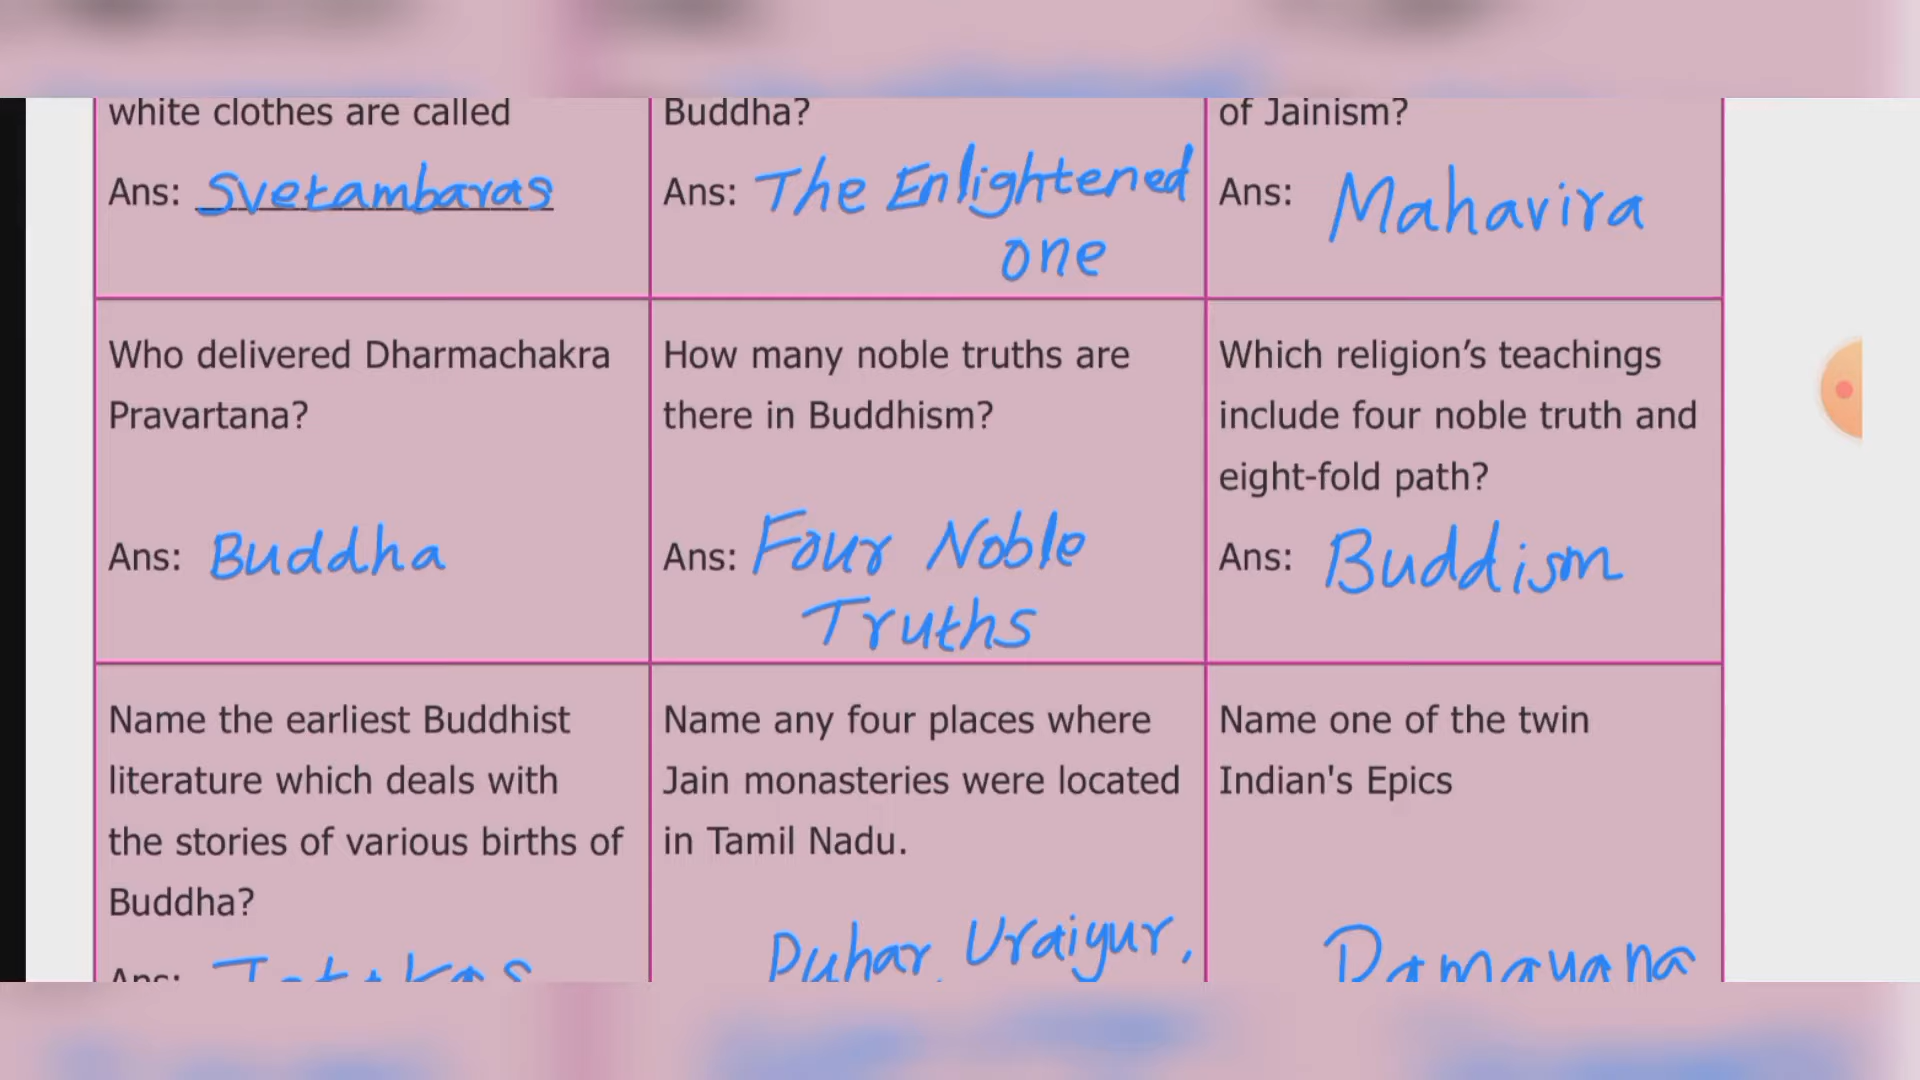 white clothes are called
Ans: Svetambaras
Buddha?
Ans: The Enlightened
one
of Jainism?
Ans: Mahavira
Who delivered Dharmachakra
Pravartana?
Ans: Buddha
How many noble truths are
there in Buddhism?
Ans: Four Noble
Truths
Which religion’s teachings
include four noble truth and
eight-fold path?
Ans: Buddism
Name the earliest Buddhist
literature which deals with
the stories of various births of
Buddha?
Ans: Jatakas
Name any four places where
Jain monasteries were located
in Tamil Nadu.
Puhar, Uraiyur,
Name one of the twin
Indian's Epics
Ramayana